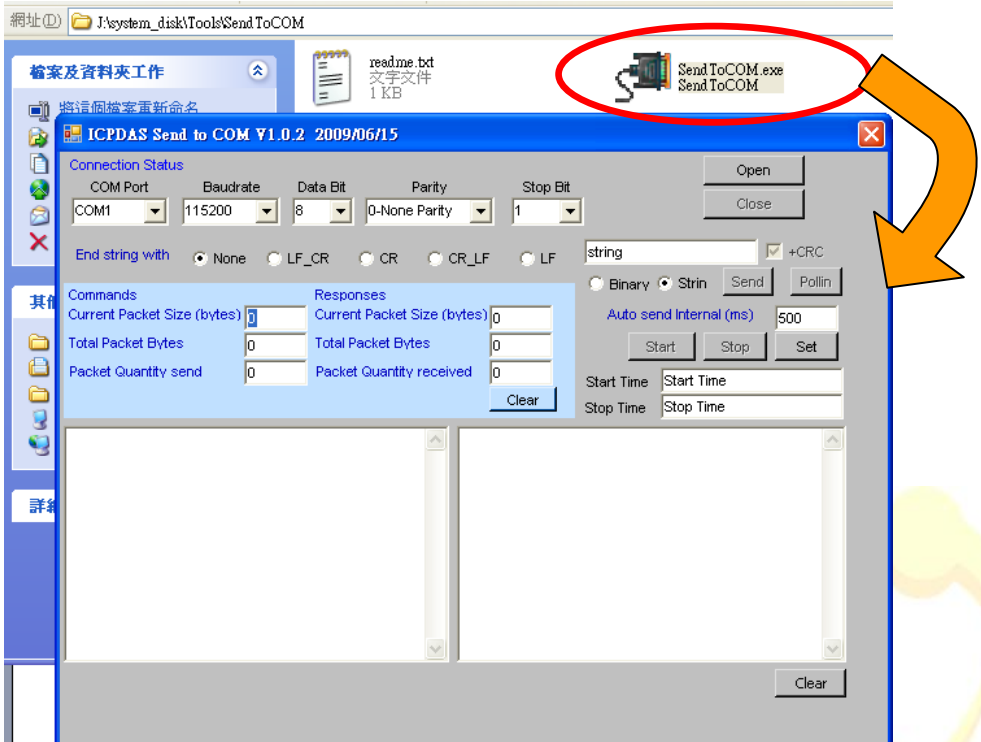 網址(D) J:\system_disk\Tools\SendToCOM
檔案及資料夾工作
將這個檔案重新命名
readme.txt
文字文件
1 KB
SendToCOM.exe
SendToCOM
ICPDAS Send to COM V1.0.2 2009/06/15
Connection Status
COM Port Baudrate Data Bit Parity Stop Bit
COM1 115200 8 0-None Parity 1
Open
Close
End string with None LF_CR CR CR_LF LF
string +CRC
Binary Strin Send Pollin
Commands Responses
Current Packet Size (bytes) 0 Current Packet Size (bytes) 0
Total Packet Bytes 0 Total Packet Bytes 0
Packet Quantity send 0 Packet Quantity received 0
Clear
Auto send Internal (ms) 500
Start Stop Set
Start Time Start Time
Stop Time Stop Time
其
詳
Clear